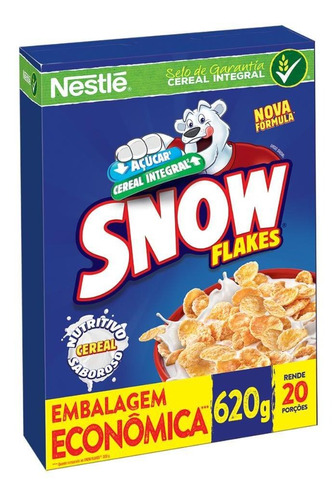 Nestlé
Selo de Garantia
CEREAL INTEGRAL
NOVA
FÓRMULA
AÇÚCAR
CEREAL INTEGRAL
SNOW
FLAKES
NUTRITIVO
CEREAL
SABOROSO
EMBALAGEM
ECONÔMICA***
620g
RENDE
20
PORÇÕES